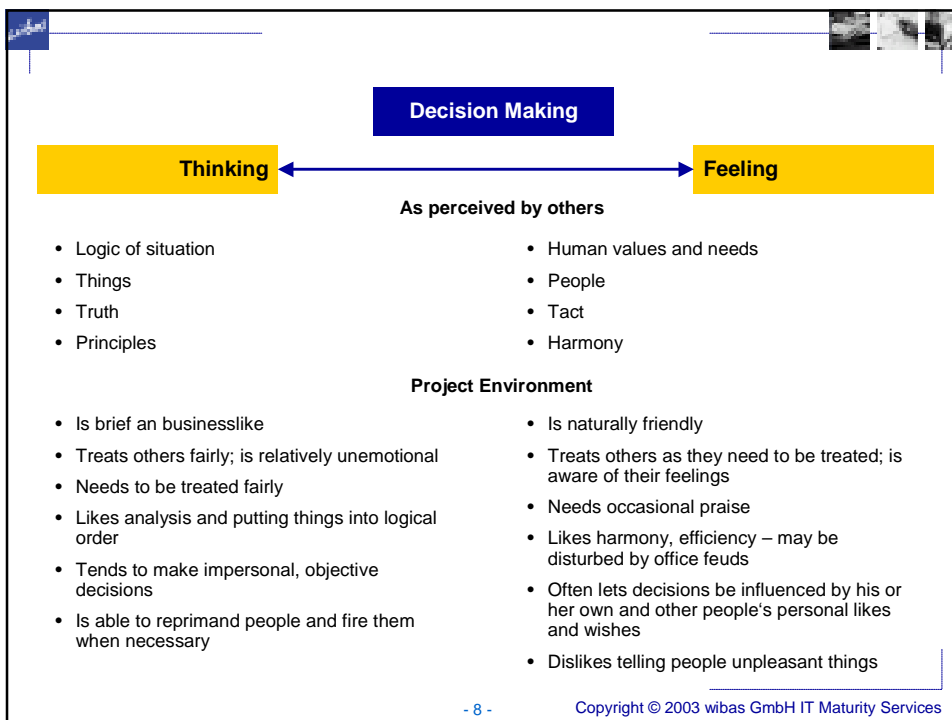 Decision Making
Thinking
Feeling
As perceived by others
• Logic of situation
• Things
• Truth
• Principles
• Human values and needs
• People
• Tact
• Harmony
Project Environment
• Is brief an businesslike
• Treats others fairly; is relatively unemotional
• Needs to be treated fairly
• Likes analysis and putting things into logical
order
• Tends to make impersonal, objective
decisions
• Is able to reprimand people and fire them
when necessary
• Is naturally friendly
• Treats others as they need to be treated; is
aware of their feelings
• Needs occasional praise
• Likes harmony, efficiency – may be
disturbed by office feuds
• Often lets decisions be influenced by his or
her own and other people‘s personal likes
and wishes
• Dislikes telling people unpleasant things
- 8 -
Copyright © 2003 wibas GmbH IT Maturity Services